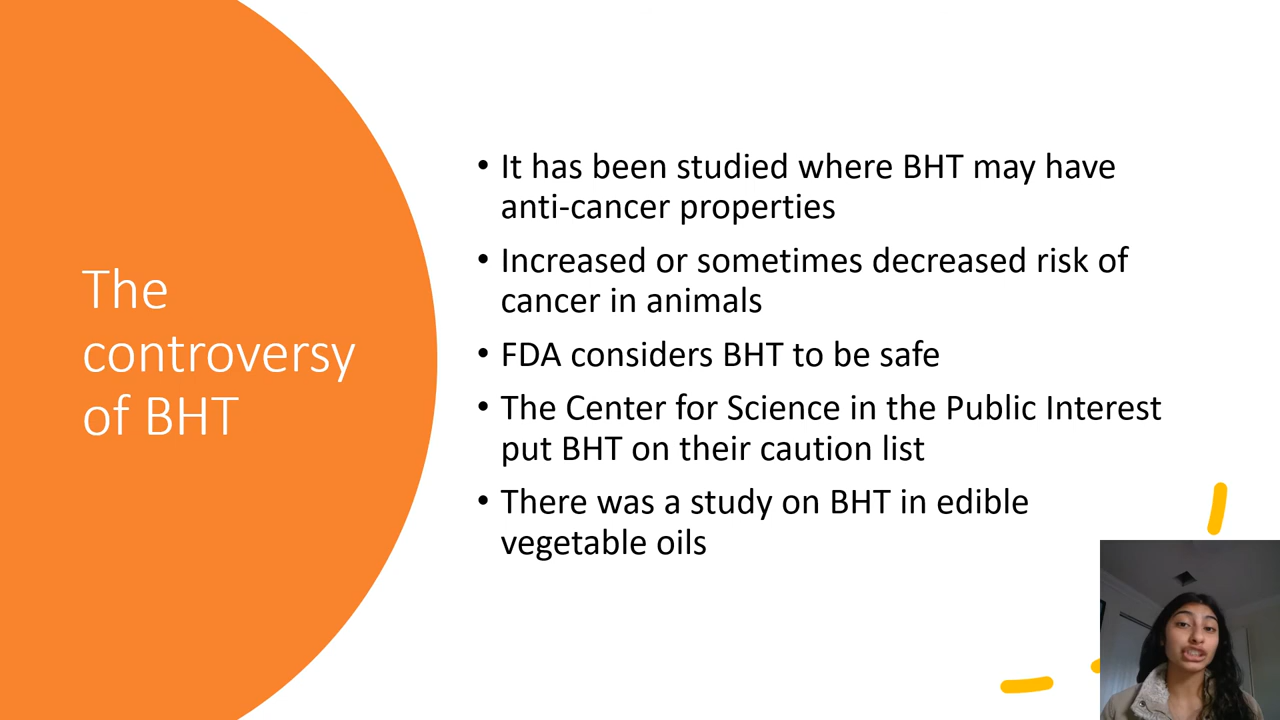 The
controversy
of BHT
• It has been studied where BHT may have
anti-cancer properties
• Increased or sometimes decreased risk of
cancer in animals
• FDA considers BHT to be safe
• The Center for Science in the Public Interest
put BHT on their caution list
• There was a study on BHT in edible
vegetable oils